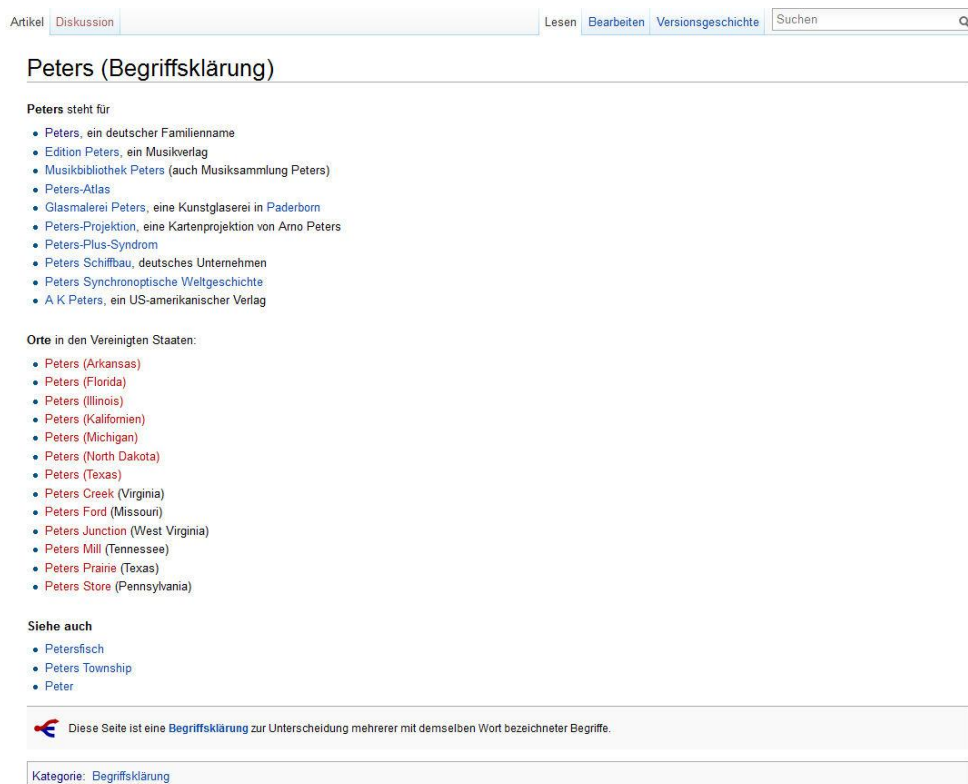 Artikel Diskussion Lesen Bearbeiten Versionsgeschichte Suchen
Peters (Begriffsklärung)
Peters steht für
Peters, ein deutscher Familienname
Edition Peters, ein Musikverlag
Musikbibliothek Peters (auch Musiksammlung Peters)
Peters-Atlas
Glasmalerei Peters, eine Kunstglaserei in Paderborn
Peters-Projektion, eine Kartenprojektion von Arno Peters
Peters-Plus-Syndrom
Peters Schiffbau, deutsches Unternehmen
Peters Synchronoptische Weltgeschichte
A K Peters, ein US-amerikanischer Verlag
Orte in den Vereinigten Staaten:
Peters (Arkansas)
Peters (Florida)
Peters (Illinois)
Peters (Kalifornien)
Peters (Michigan)
Peters (North Dakota)
Peters (Texas)
Peters Creek (Virginia)
Peters Ford (Missouri)
Peters Junction (West Virginia)
Peters Mill (Tennessee)
Peters Prairie (Texas)
Peters Store (Pennsylvania)
Siehe auch
Petersfisch
Peters Township
Peter
Diese Seite ist eine Begriffsklärung zur Unterscheidung mehrerer mit demselben Wort bezeichneter Begriffe.
Kategorie: Begriffsklärung